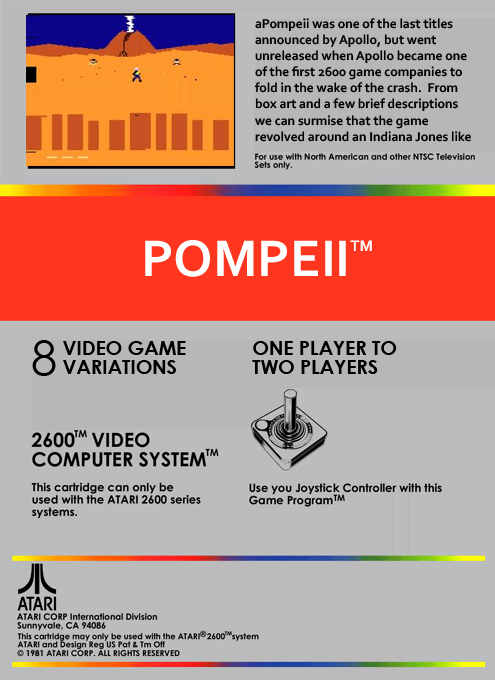 aPompeii was one of the last titles
announced by Apollo, but went
unreleased when Apollo became one
of the first 2600 game companies to
fold in the wake of the crash. From
box art and a few brief descriptions
we can surmise that the game
revolved around an Indiana Jones like
For use with North American and other NTSC Television
Sets only.
POMPEII™
8 VIDEO GAME
VARIATIONS
ONE PLAYER TO
TWO PLAYERS
2600™ VIDEO
COMPUTER SYSTEM™
This cartridge can only be
used with the ATARI 2600 series
systems.
Use you Joystick Controller with this
Game Program™
ATARI
ATARI CORP International Division
Sunnyvale, CA 94086
This cartridge may only be used with the ATARI®2600™system
ATARI and Design Reg US Pat & Tm Off
© 1981 ATARI CORP. ALL RIGHTS RESERVED